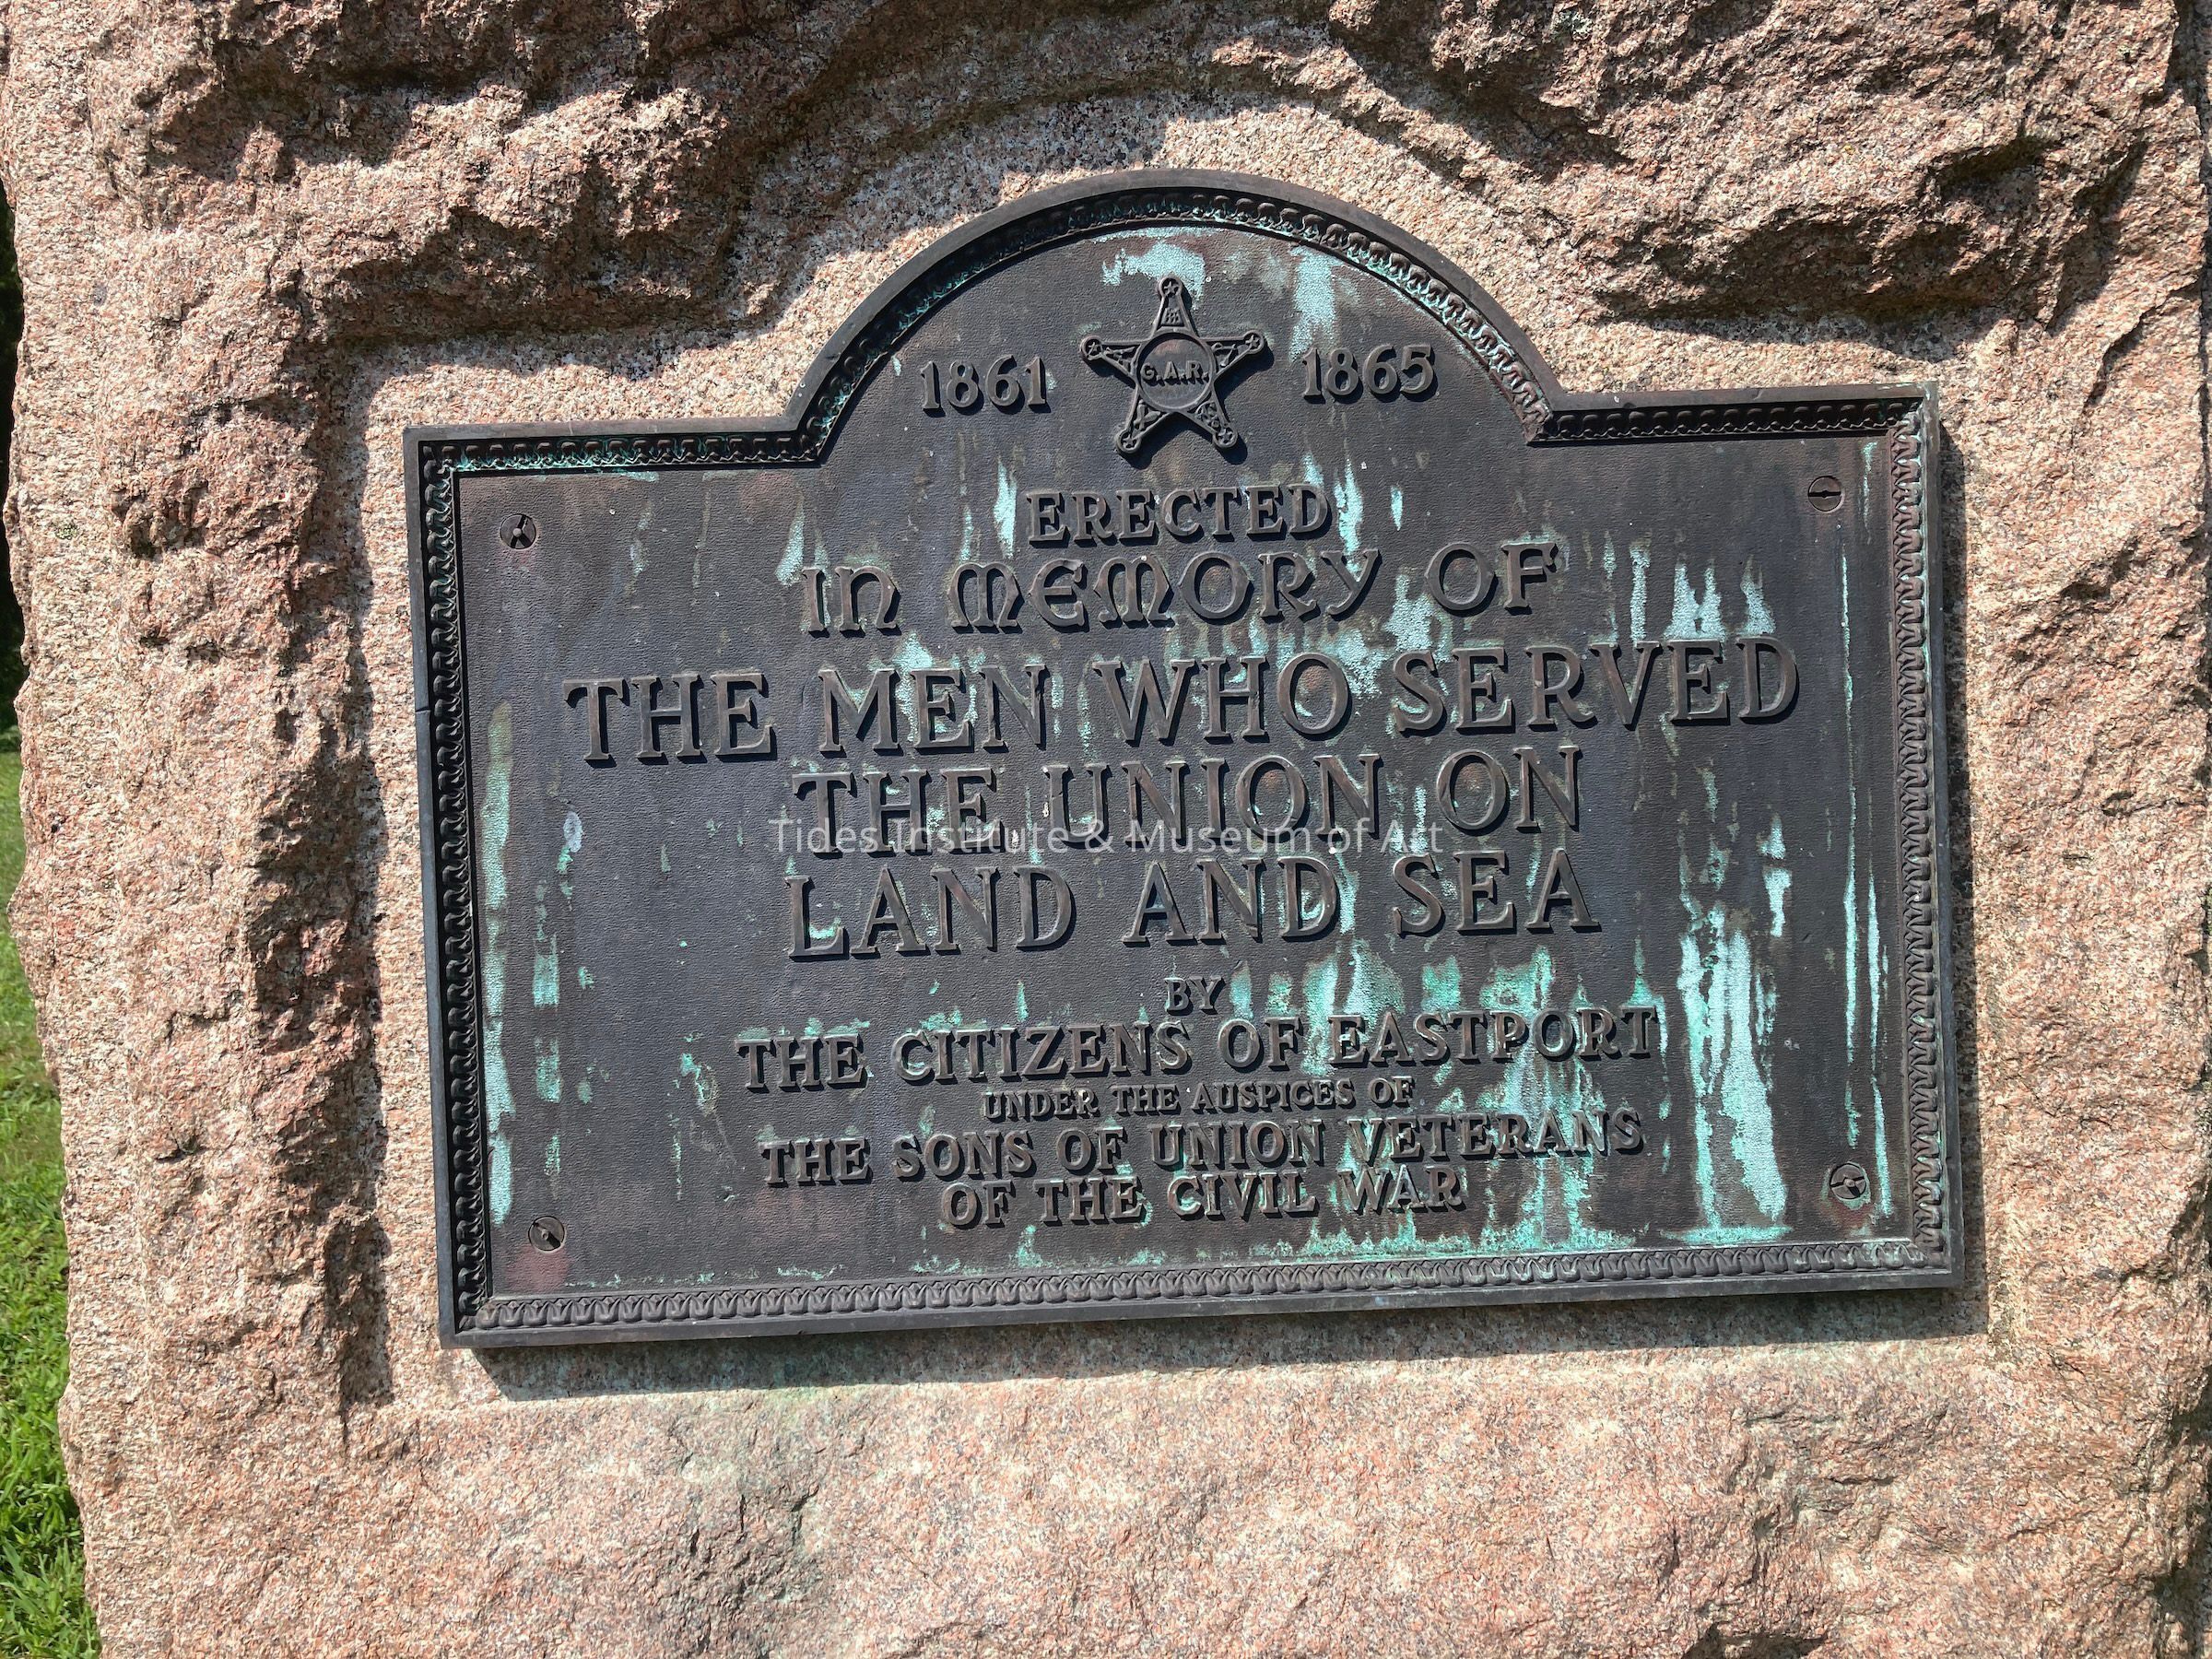 1861 G.A.R. 1865
ERECTED
IN MEMORY OF
THE MEN WHO SERVED
THE UNION ON
Tides Institute & Museum of Art
LAND AND SEA
BY
THE CITIZENS OF EASTPORT
UNDER THE AUSPICES OF
THE SONS OF UNION VETERANS
OF THE CIVIL WAR